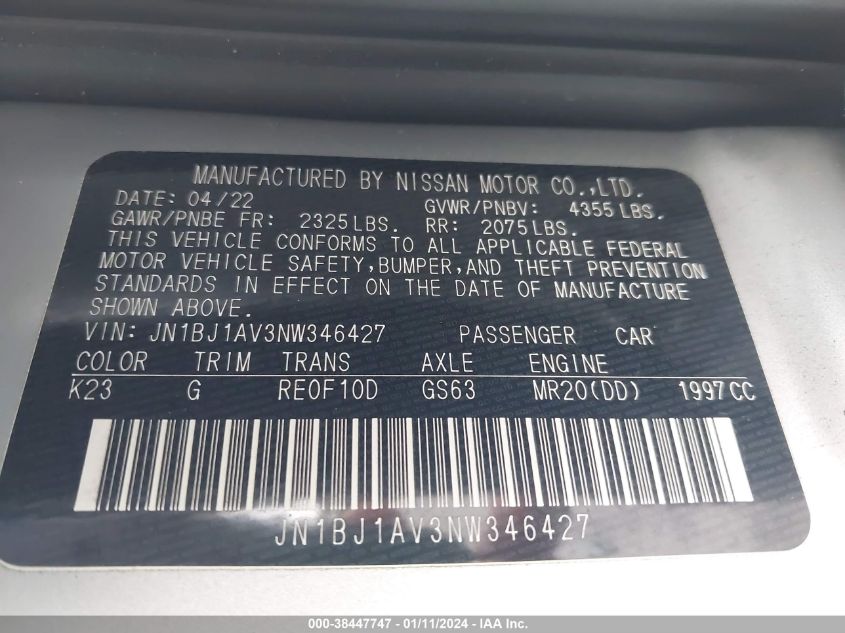 MANUFACTURED BY NISSAN MOTOR CO.,LTD.
DATE: 04/22 GVWR/PNBV: 4355 LBS.
GAWR/PNBE FR: 2325 LBS. RR: 2075 LBS.
THIS VEHICLE CONFORMS TO ALL APPLICABLE FEDERAL
MOTOR VEHICLE SAFETY, BUMPER, AND THEFT PREVENTION
STANDARDS IN EFFECT ON THE DATE OF MANUFACTURE
SHOWN ABOVE.
VIN: JN1BJ1AV3NW346427 PASSENGER CAR
COLOR TRIM TRANS AXLE ENGINE
K23 G RE0F10D GS63 MR20(DD) 1997CC
JN1BJ1AV3NW346427
000-38447747 - 01/11/2024 - IAA Inc.